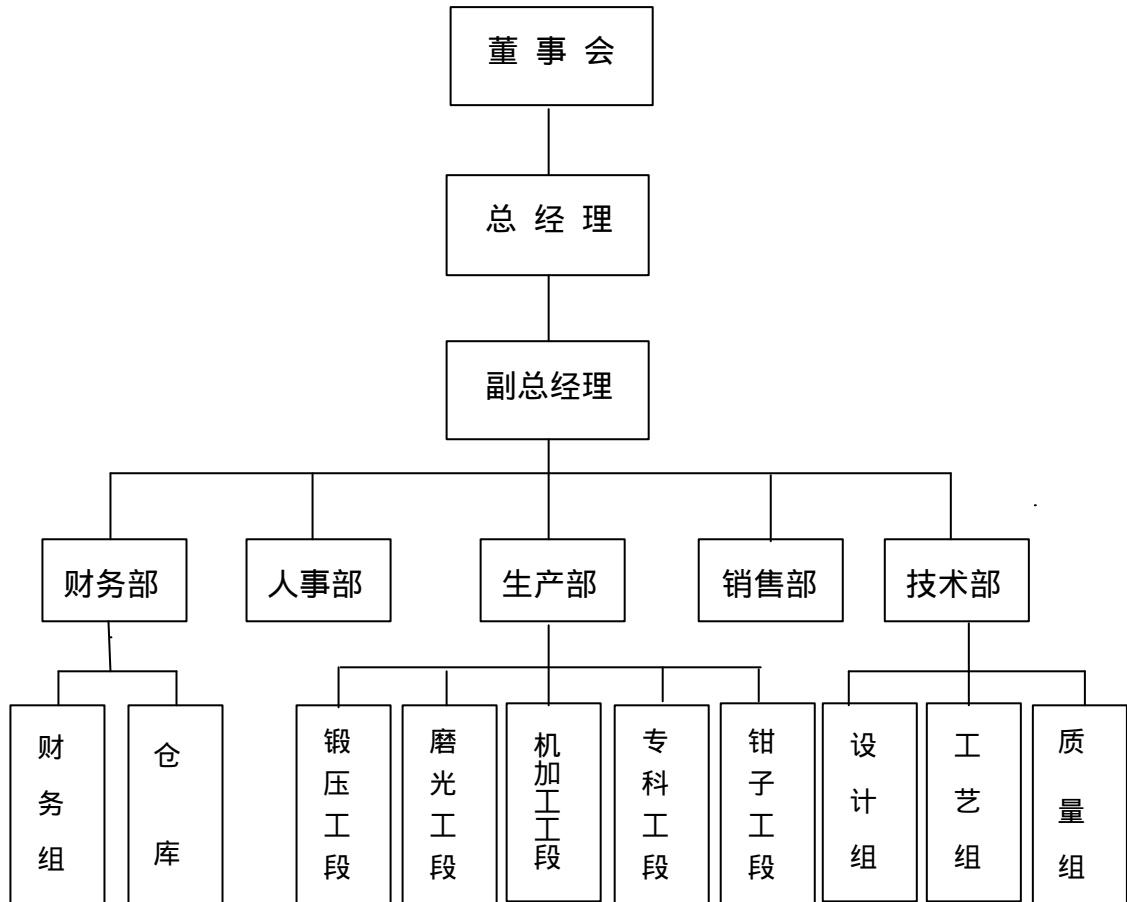 董 事 会
总 经 理
副总经理
财务部
人事部
生产部
销售部
技术部
财务组
仓库
锻压工段
磨光工段
机加工工段
专科工段
钳子工段
设计组
工艺组
质量组